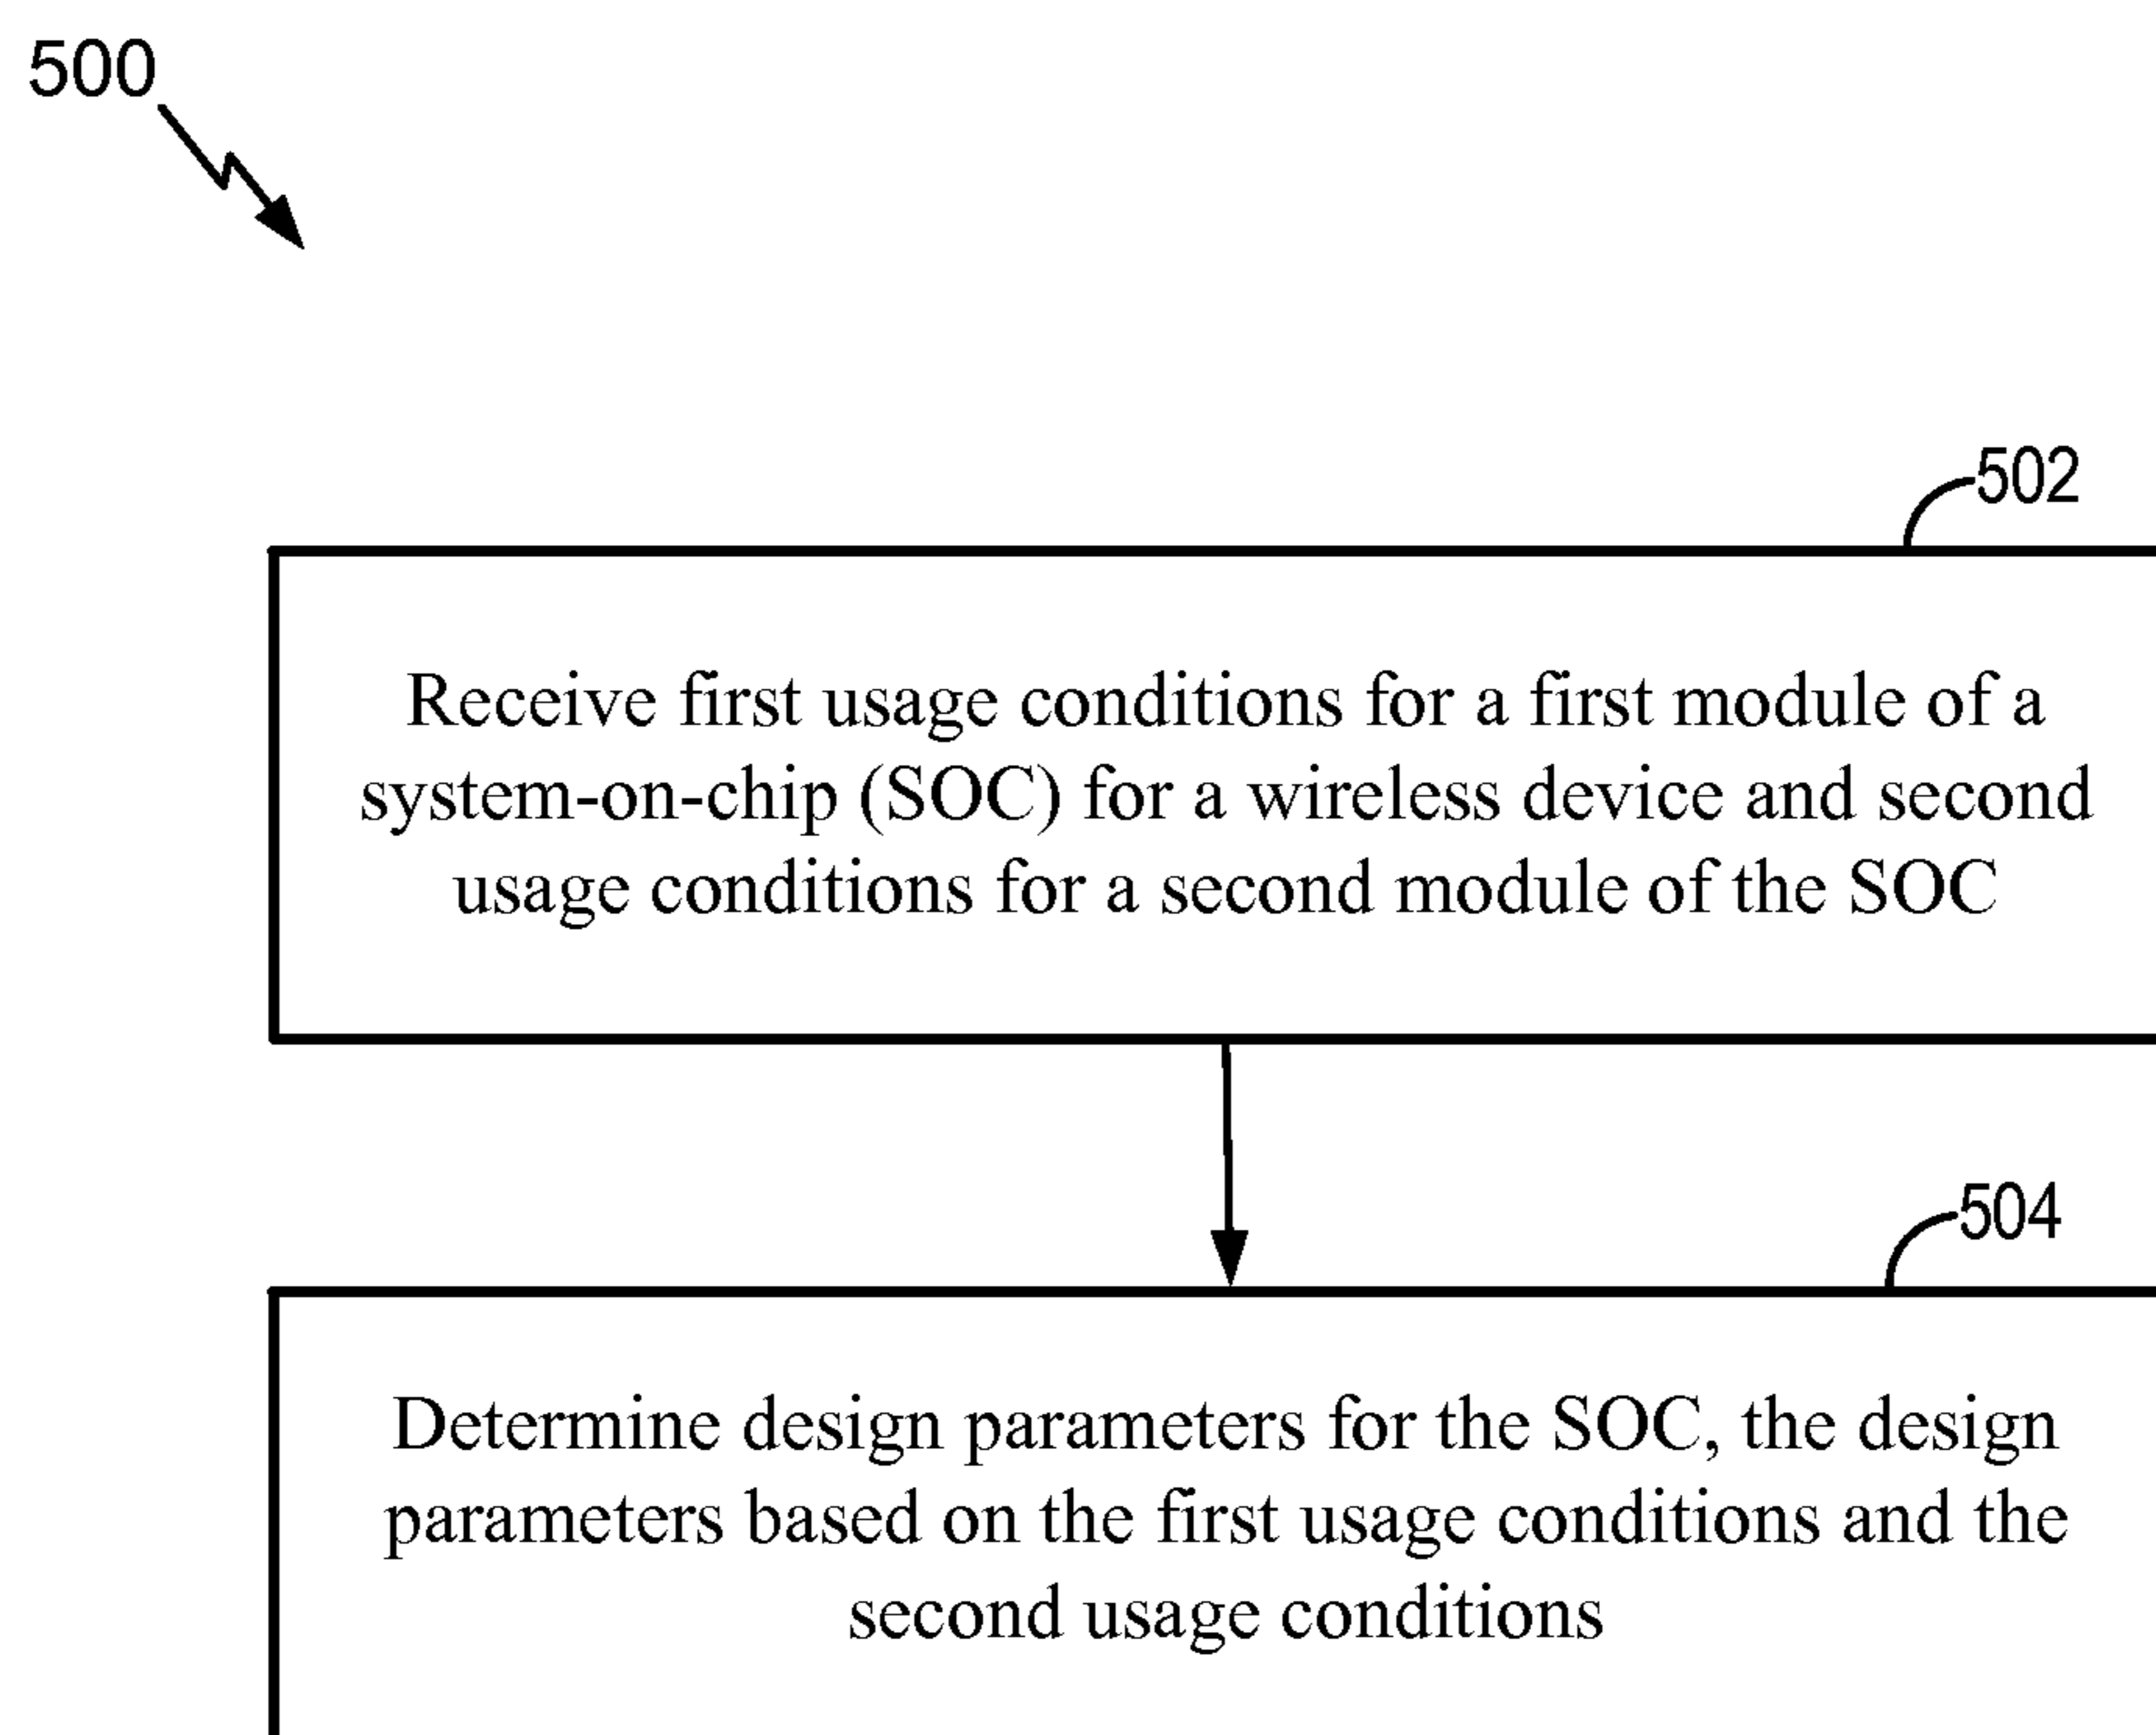 500
502
Receive first usage conditions for a first module of a
system-on-chip (SOC) for a wireless device and second
usage conditions for a second module of the SOC
504
Determine design parameters for the SOC, the design
parameters based on the first usage conditions and the
second usage conditions